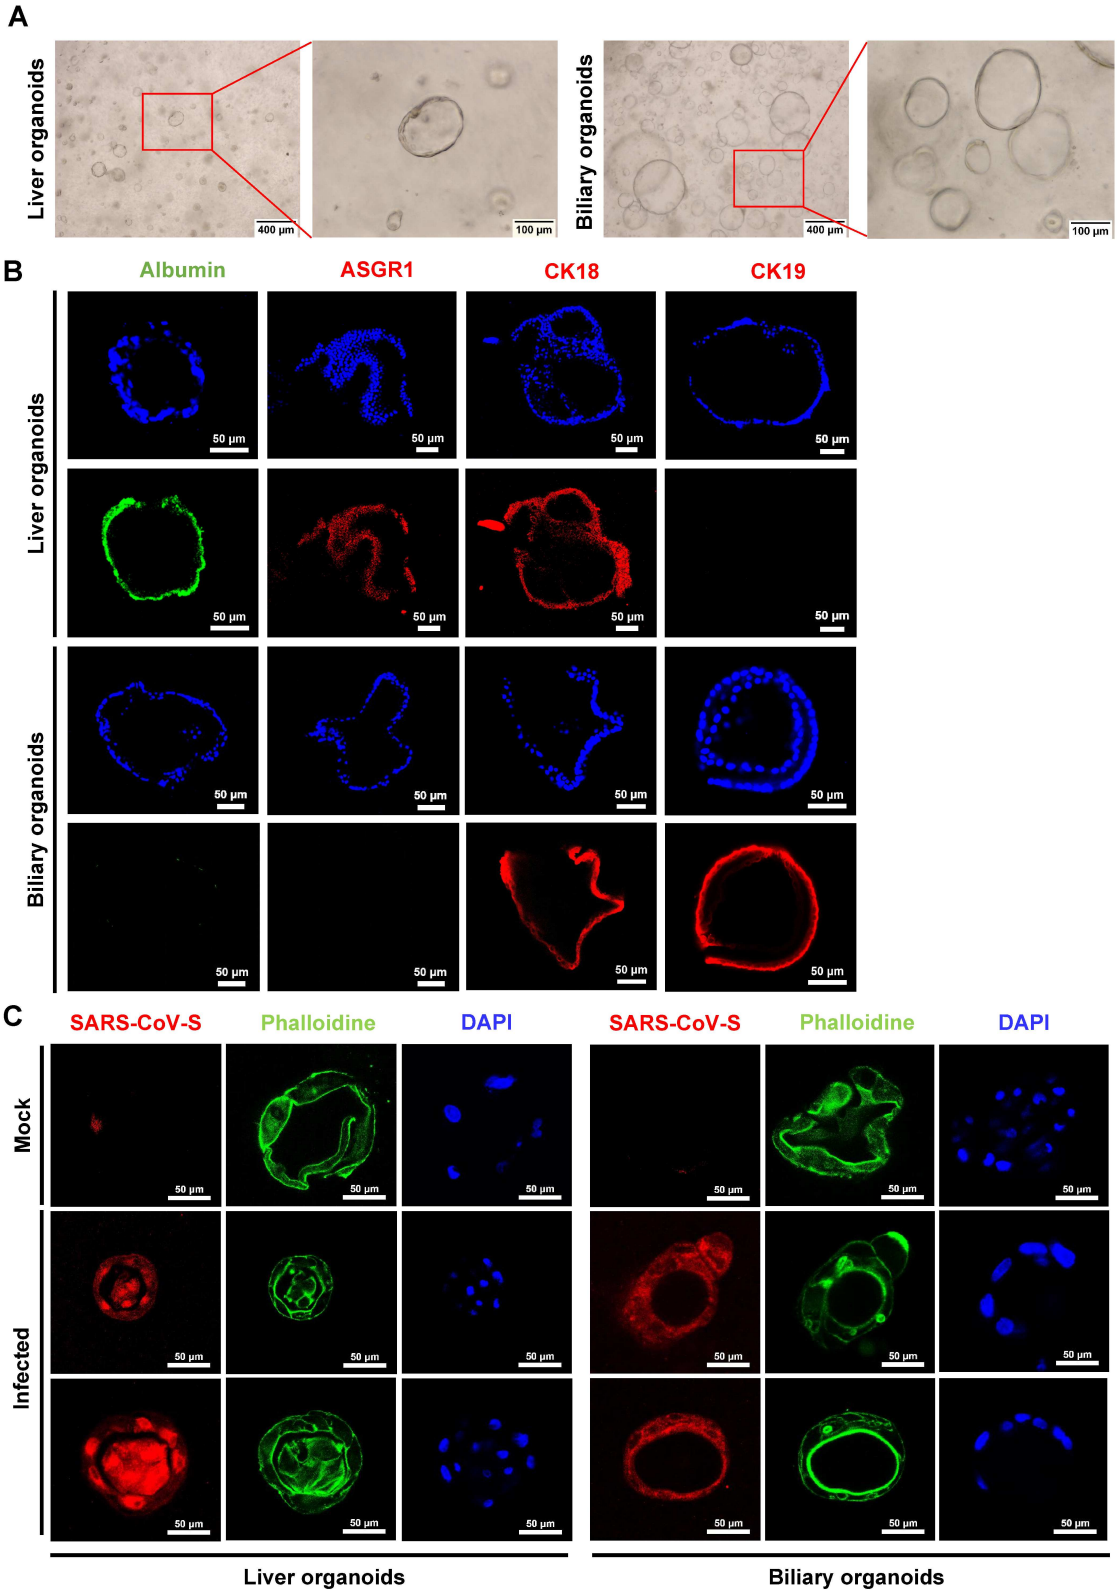 A
Liver organoids
400 µm
100 µm
Biliary organoids
400 µm
100 µm
B
Albumin
ASGR1
CK18
CK19
Liver organoids
50 µm
50 µm
50 µm
50 µm
50 µm
50 µm
50 µm
50 µm
Biliary organoids
50 µm
50 µm
50 µm
50 µm
50 µm
50 µm
50 µm
50 µm
C
SARS-CoV-S
Phalloidine
DAPI
SARS-CoV-S
Phalloidine
DAPI
Mock
50 µm
50 µm
50 µm
50 µm
50 µm
50 µm
Infected
50 µm
50 µm
50 µm
50 µm
50 µm
50 µm
50 µm
50 µm
50 µm
50 µm
50 µm
50 µm
Liver organoids
Biliary organoids